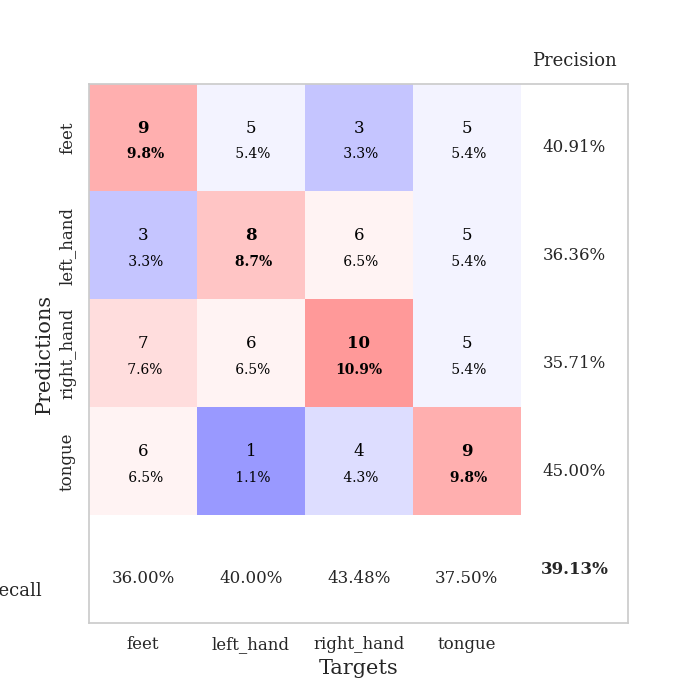 Precision
feet
9 5 3 5
9.8% 5.4% 3.3% 5.4%
40.91%
left_hand
3 8 6 5
3.3% 8.7% 6.5% 5.4%
36.36%
Predictions
right_hand
7 6 10 5
7.6% 6.5% 10.9% 5.4%
35.71%
tongue
6 1 4 9
6.5% 1.1% 4.3% 9.8%
45.00%
ecall
36.00% 40.00% 43.48% 37.50% 39.13%
feet left_hand right_hand tongue
Targets